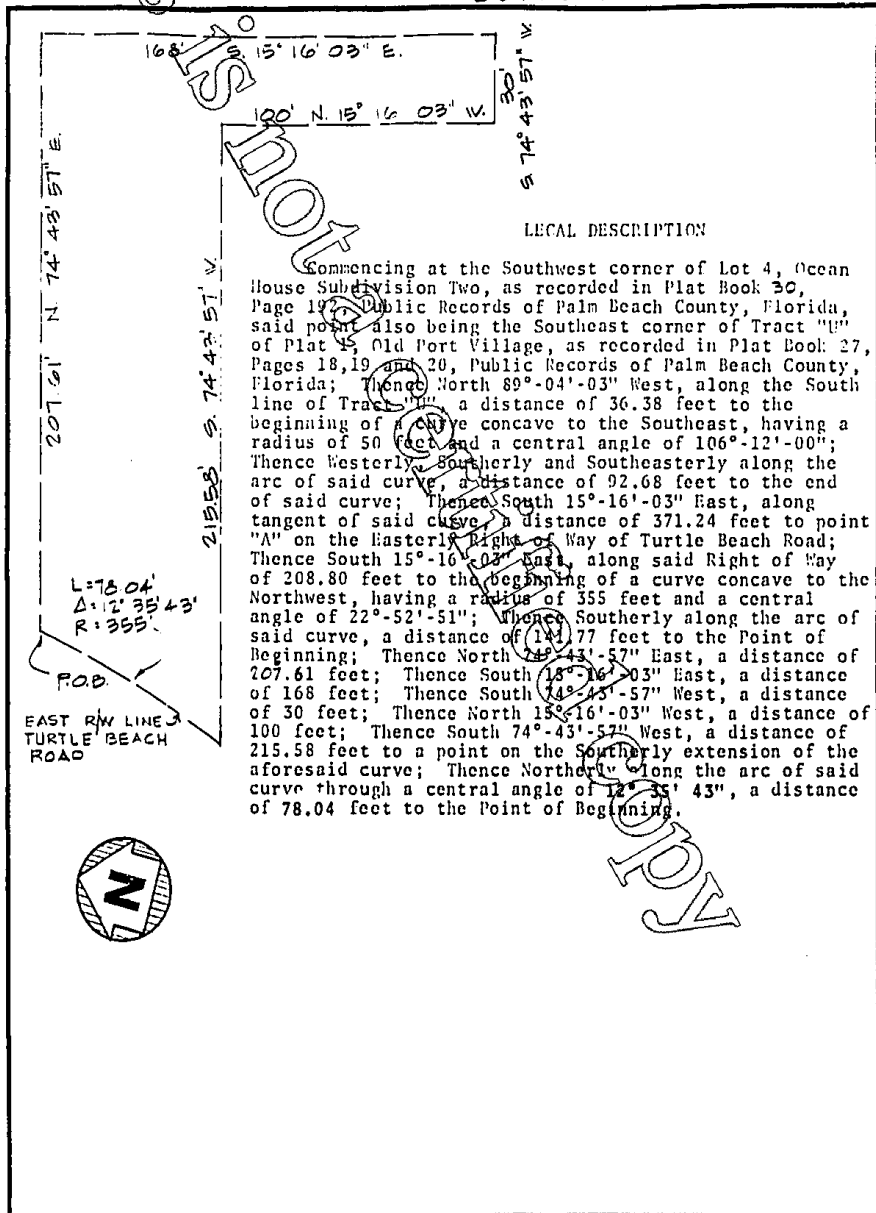 168' S. 15° 16' 03" E.
100' N. 15° 16 03" W.
S. 74° 43' 57" W.
30'
207.61' N. 74° 43' 57" E.
215.58' S. 74° 43' 57' W.
L=78.04'
Δ=12° 35' 43'
R=355'
P.O.B.
EAST R/W LINE
TURTLE BEACH
ROAD
N
LEGAL DESCRIPTION
Commencing at the Southwest corner of Lot 4, Ocean
House Subdivision Two, as recorded in Plat Book 30,
Page 192, Public Records of Palm Beach County, Florida,
said point also being the Southeast corner of Tract "U"
of Plat 1, Old Port Village, as recorded in Plat Book 27,
Pages 18,19 and 20, Public Records of Palm Beach County,
Florida; Thence North 89°-04'-03" West, along the South
line of Tract "U", a distance of 36.38 feet to the
beginning of a curve concave to the Southeast, having a
radius of 50 feet and a central angle of 106°-12'-00";
Thence Westerly, Southerly and Southeasterly along the
arc of said curve, a distance of 92.68 feet to the end
of said curve; Thence South 15°-16'-03" East, along
tangent of said curve, a distance of 371.24 feet to point
"A" on the Easterly Right of Way of Turtle Beach Road;
Thence South 15°-16'-03" East, along said Right of Way
of 208.80 feet to the beginning of a curve concave to the
Northwest, having a radius of 355 feet and a central
angle of 22°-52'-51"; Thence Southerly along the arc of
said curve, a distance of 141.77 feet to the Point of
Beginning; Thence North 74°-43'-57" East, a distance of
207.61 feet; Thence South 15°-16'-03" East, a distance
of 168 feet; Thence South 74°-43'-57" West, a distance
of 30 feet; Thence North 15°-16'-03" West, a distance of
100 feet; Thence South 74°-43'-57" West, a distance of
215.58 feet to a point on the Southerly extension of the
aforesaid curve; Thence Northerly along the arc of said
curve through a central angle of 12° 35' 43", a distance
of 78.04 feet to the Point of Beginning.
is not a certified copy